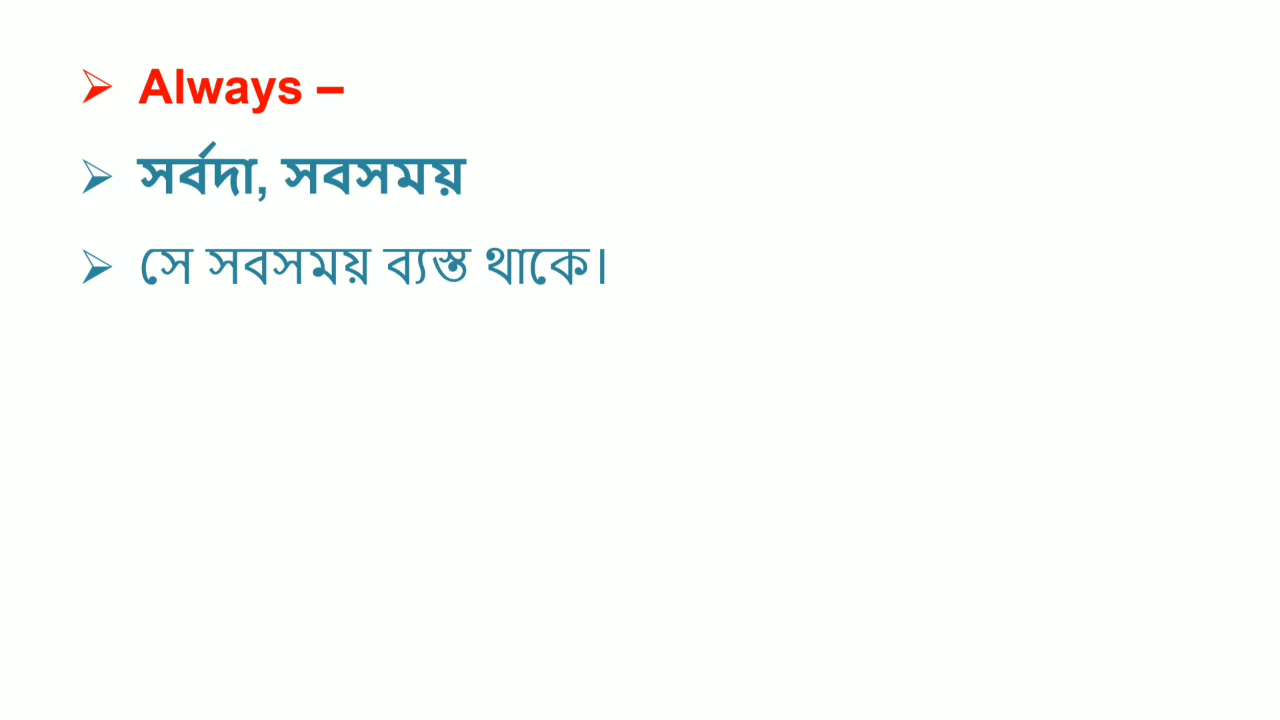 ➢ Always –
➢ সর্বদা, সবসময়
➢ সে সবসময় ব্যস্ত থাকে।